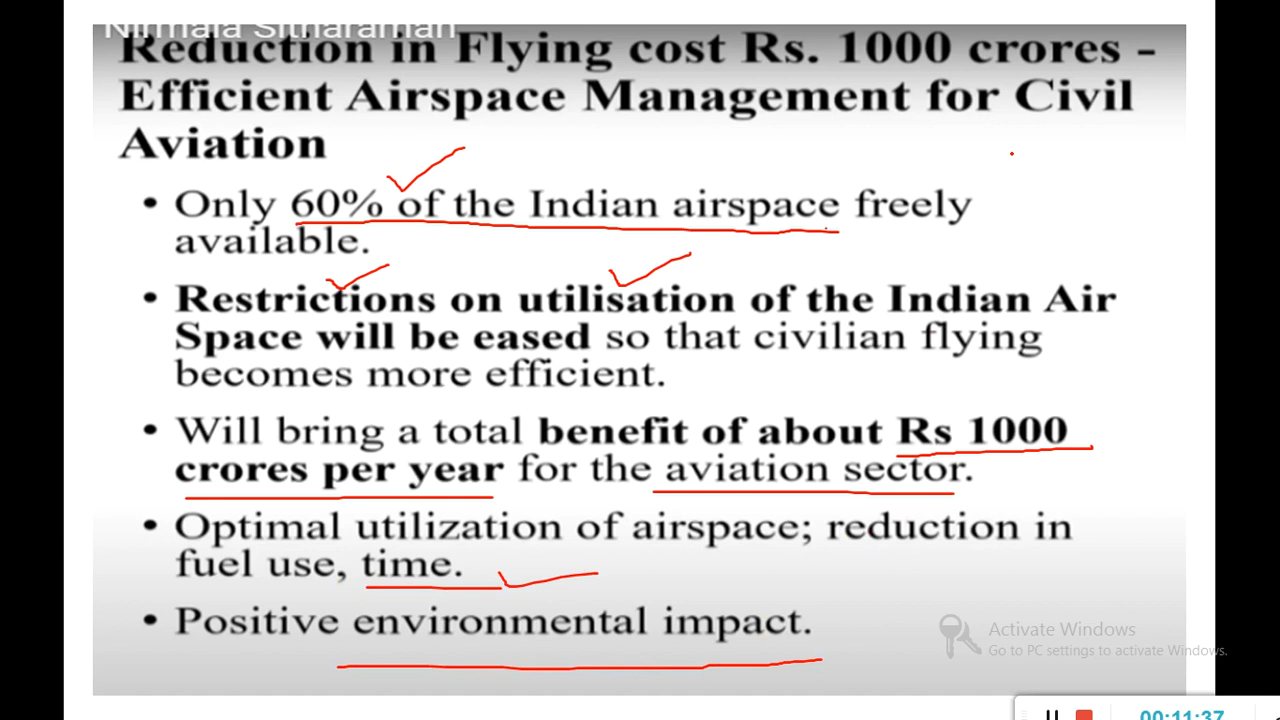 Nirmala Sitharaman
Reduction in Flying cost Rs. 1000 crores -
Efficient Airspace Management for Civil
Aviation
• Only 60% of the Indian airspace freely
available.
• Restrictions on utilisation of the Indian Air
Space will be eased so that civilian flying
becomes more efficient.
• Will bring a total benefit of about Rs 1000
crores per year for the aviation sector.
• Optimal utilization of airspace; reduction in
fuel use, time.
• Positive environmental impact.
Activate Windows
Go to PC settings to activate Windows.
00:11:37